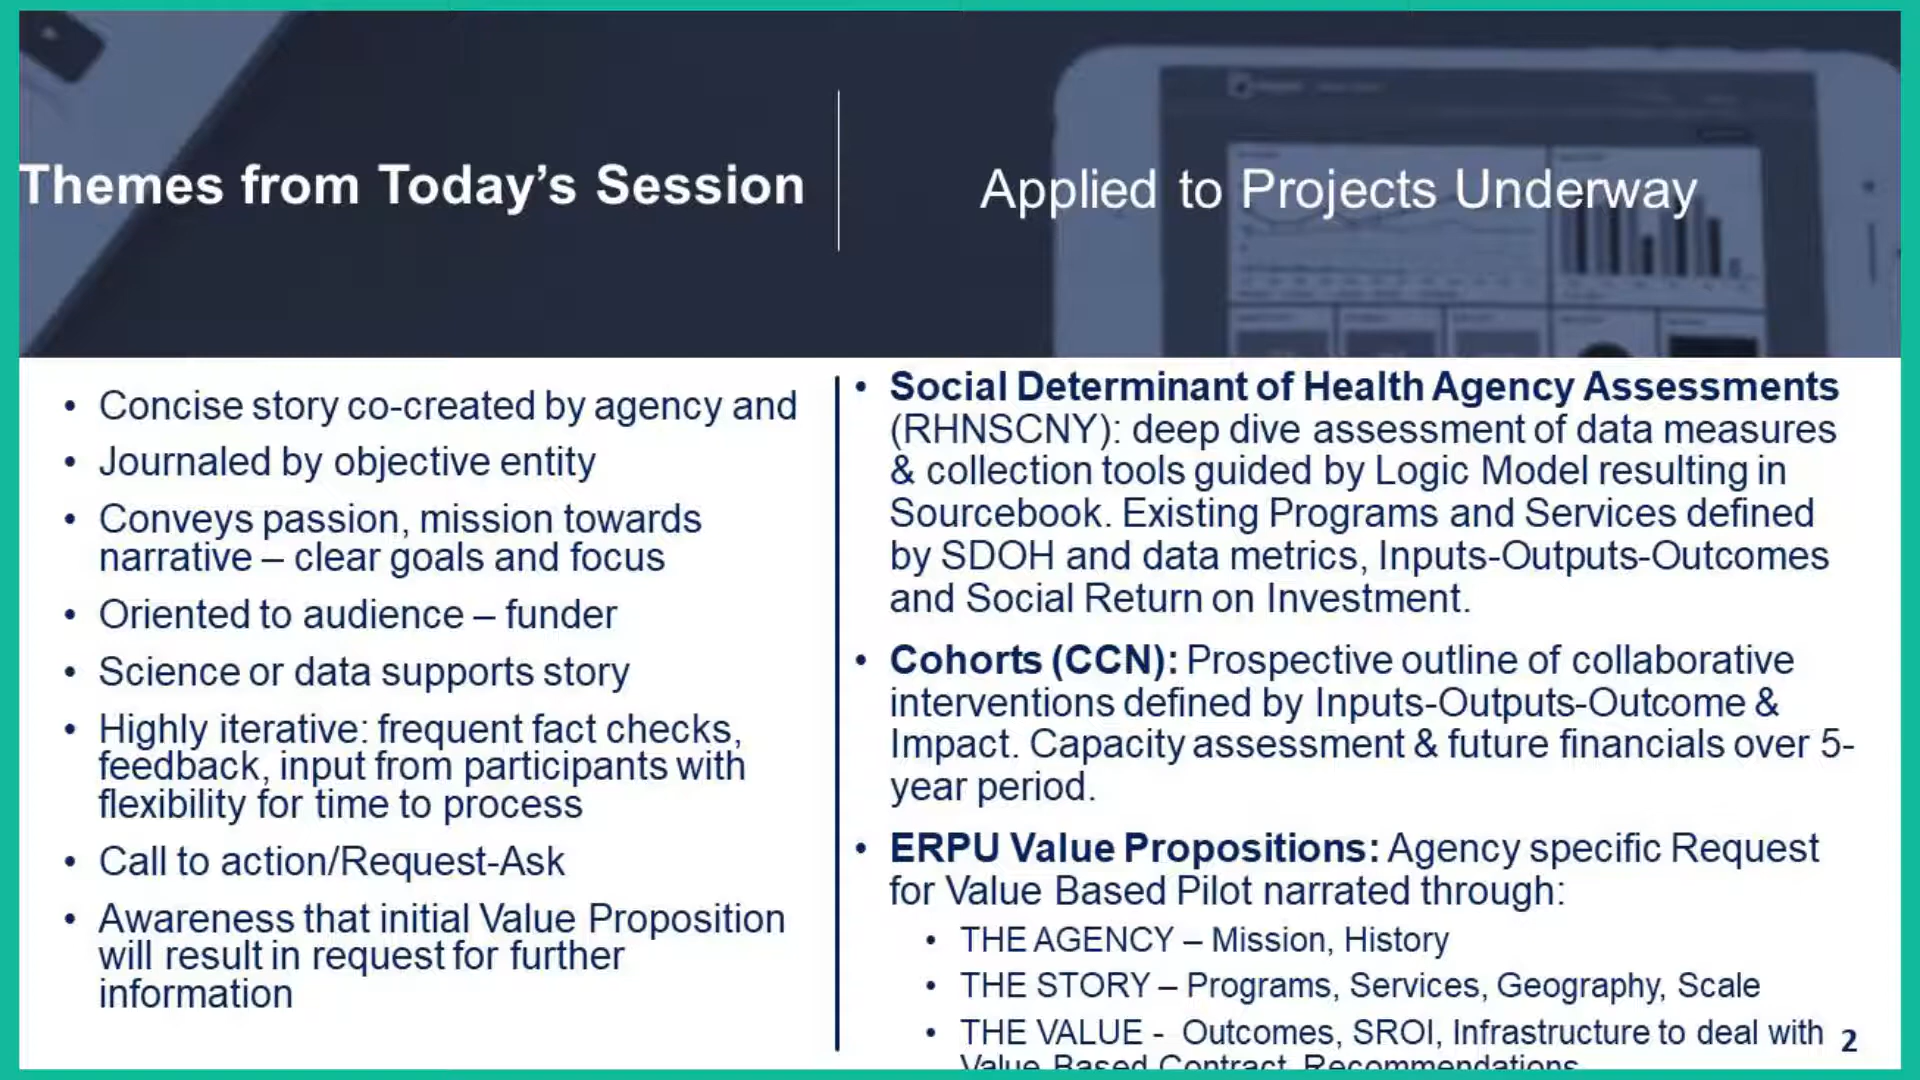 Themes from Today’s Session
Applied to Projects Underway
• Concise story co-created by agency and
• Journaled by objective entity
• Conveys passion, mission towards
narrative – clear goals and focus
• Oriented to audience – funder
• Science or data supports story
• Highly iterative: frequent fact checks,
feedback, input from participants with
flexibility for time to process
• Call to action/Request-Ask
• Awareness that initial Value Proposition
will result in request for further
information
• Social Determinant of Health Agency Assessments
(RHNSCNY): deep dive assessment of data measures
& collection tools guided by Logic Model resulting in
Sourcebook. Existing Programs and Services defined
by SDOH and data metrics, Inputs-Outputs-Outcomes
and Social Return on Investment.
• Cohorts (CCN): Prospective outline of collaborative
interventions defined by Inputs-Outputs-Outcome &
Impact. Capacity assessment & future financials over 5-
year period.
• ERPU Value Propositions: Agency specific Request
for Value Based Pilot narrated through:
• THE AGENCY – Mission, History
• THE STORY – Programs, Services, Geography, Scale
• THE VALUE - Outcomes, SROI, Infrastructure to deal with
Value Based Contract, Recommendations
2